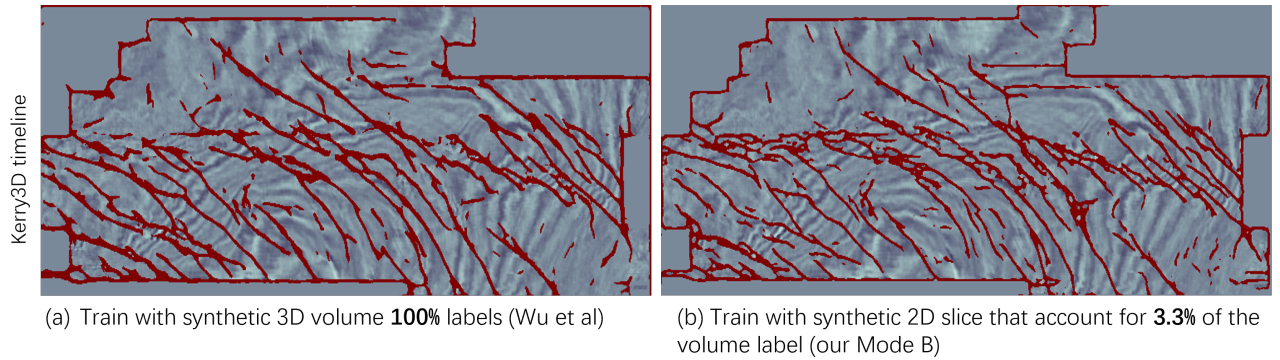 Kerry3D timeline
(a) Train with synthetic 3D volume 100% labels (Wu et al)
(b) Train with synthetic 2D slice that account for 3.3% of the
volume label (our Mode B)